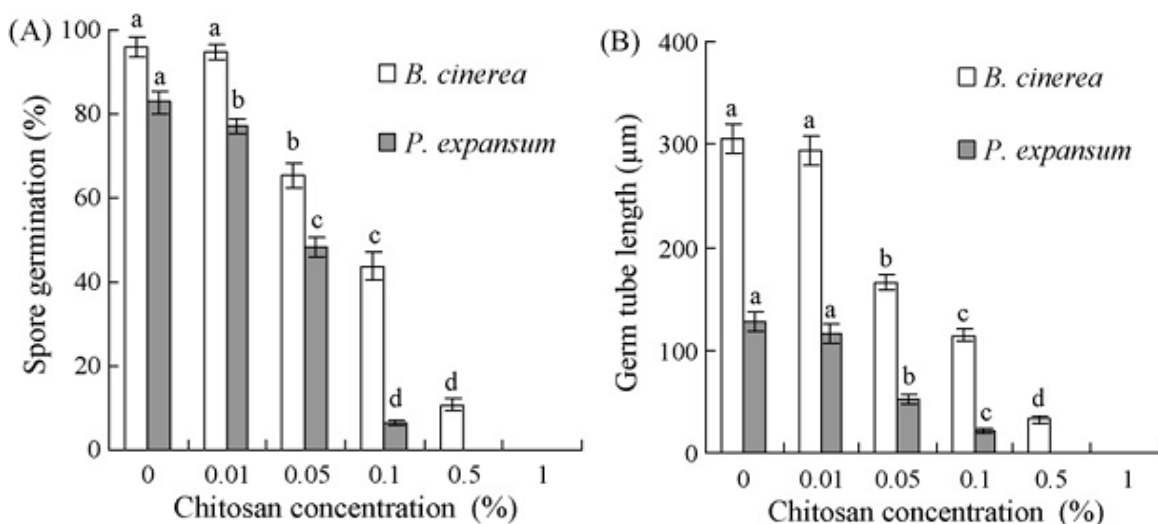 (A)
Spore germination (%)
100
80
60
40
20
0
a
a
a
b
b
c
c
d
d
B. cinerea
P. expansum
0 0.01 0.05 0.1 0.5 1
Chitosan concentration (%)
(B)
Germ tube length (μm)
400
300
200
100
0
a
a
a
a
b
b
c
c
d
B. cinerea
P. expansum
0 0.01 0.05 0.1 0.5 1
Chitosan concentration (%)